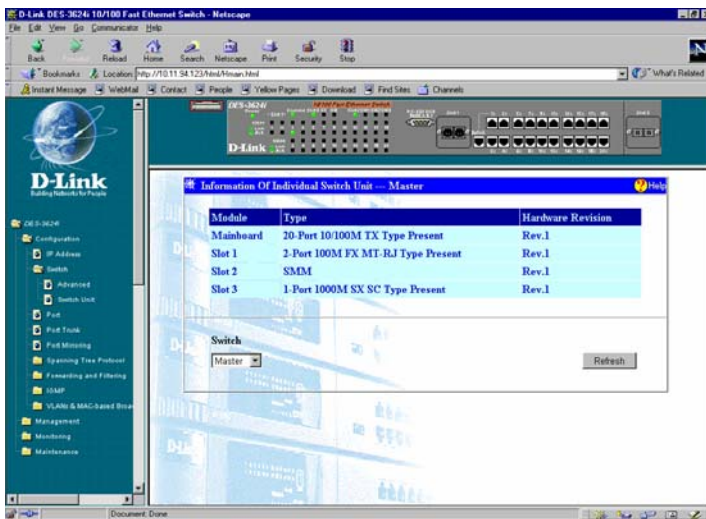 D-Link DES-3624i 10/100 Fast Ethernet Switch - Netscape
File Edit View Go Communicator Help
Back Reload Home Search Netscape Print Security Stop
Bookmarks Location: http://10.11.94.123/html/Hmain.html What's Related
Instant Message WebMail Contact People Yellow Pages Download Find Sites Channels
DES-3624i
D-Link
D-Link
Building Networks for People
DES-3624i
Configuration
IP Address
Switch
Advanced
Switch Unit
Port
Port Trunk
Port Mirroring
Spanning Tree Protocol
Forwarding and Filtering
IGMP
VLANs & MAC-based Broa
Management
Monitoring
Maintenance
Information Of Individual Switch Unit --- Master Help
Module Type Hardware Revision
Mainboard 20-Port 10/100M TX Type Present Rev.1
Slot 1 2-Port 100M FX MT-RJ Type Present Rev.1
Slot 2 SMM Rev.1
Slot 3 1-Port 1000M SX SC Type Present Rev.1
Switch
Master Refresh
Document: Done